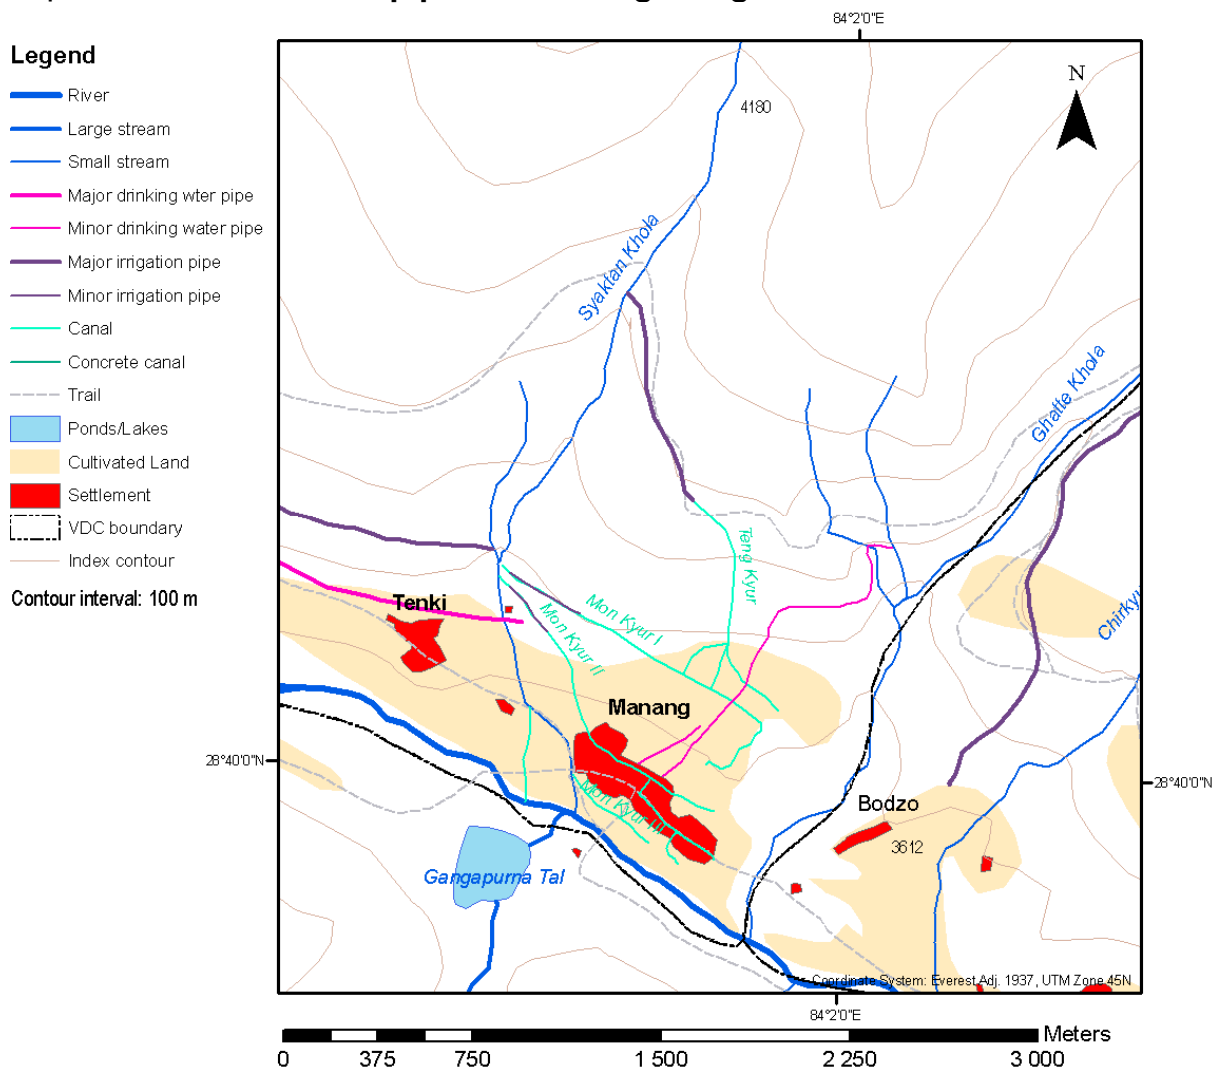 84°2'0"E
Legend
River
Large stream
Small stream
Major drinking wter pipe
Minor drinking water pipe
Major irrigation pipe
Minor irrigation pipe
Canal
Concrete canal
Trail
Ponds/Lakes
Cultivated Land
Settlement
VDC boundary
Index contour
Contour interval: 100 m
N
4180
Syaktan Khola
Ghatte Khola
Teng Kyur
Tenki
Mon Kyur I
Mon Kyur II
Manang
28°40'0"N
28°40'0"N
Mon Kyur III
Bodzo
3612
Gangapurna Tal
Coordinate System: Everest Adj. 1937, UTM Zone 45N
84°2'0"E
Meters
0 375 750 1 500 2 250 3 000